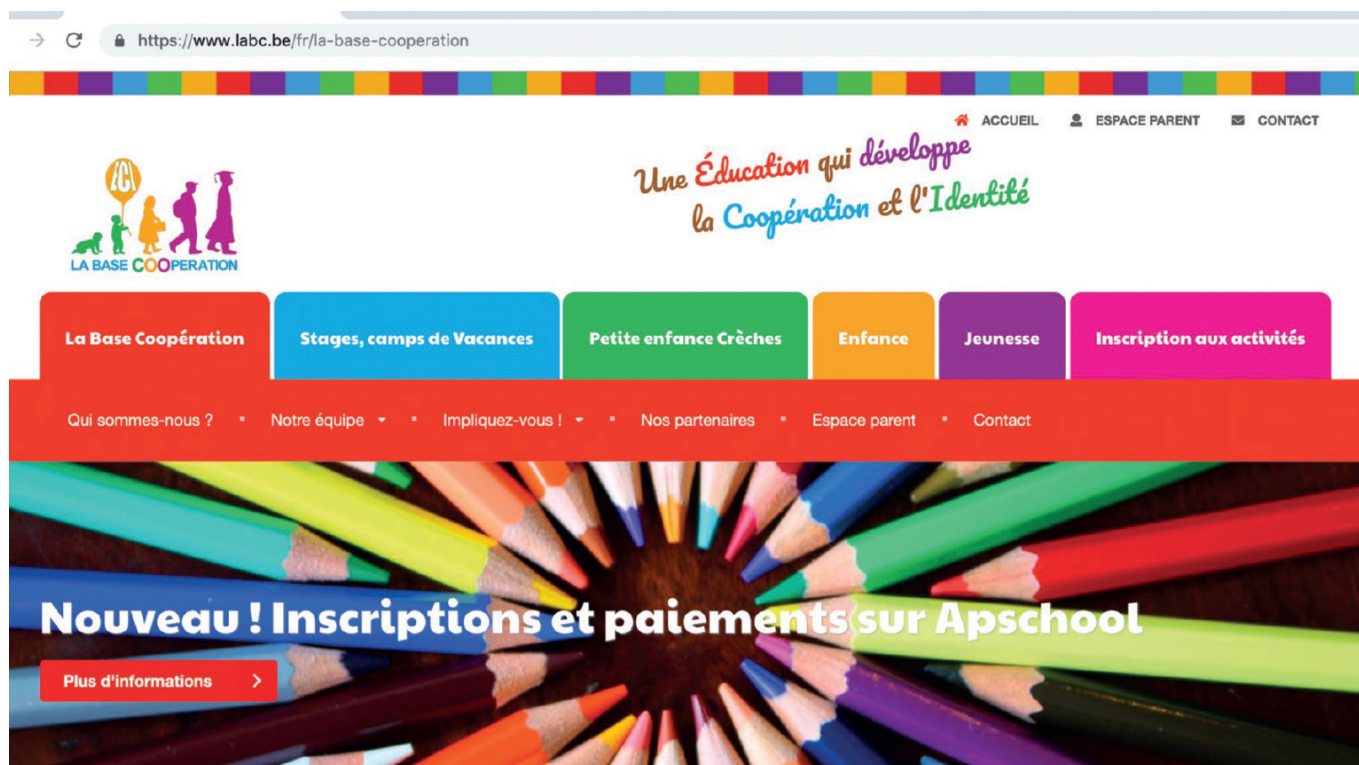 https://www.labc.be/fr/la-base-cooperation
ACCUEIL ESPACE PARENT CONTACT
Une Éducation qui développe
la Coopération et l'Identité
ECI
LA BASE COOPERATION
La Base Coopération Stages, camps de Vacances Petite enfance Crèches Enfance Jeunesse Inscription aux activités
Qui sommes-nous ? Notre équipe Impliquez-vous ! Nos partenaires Espace parent Contact
Nouveau ! Inscriptions et paiements sur Apschool
Plus d'informations